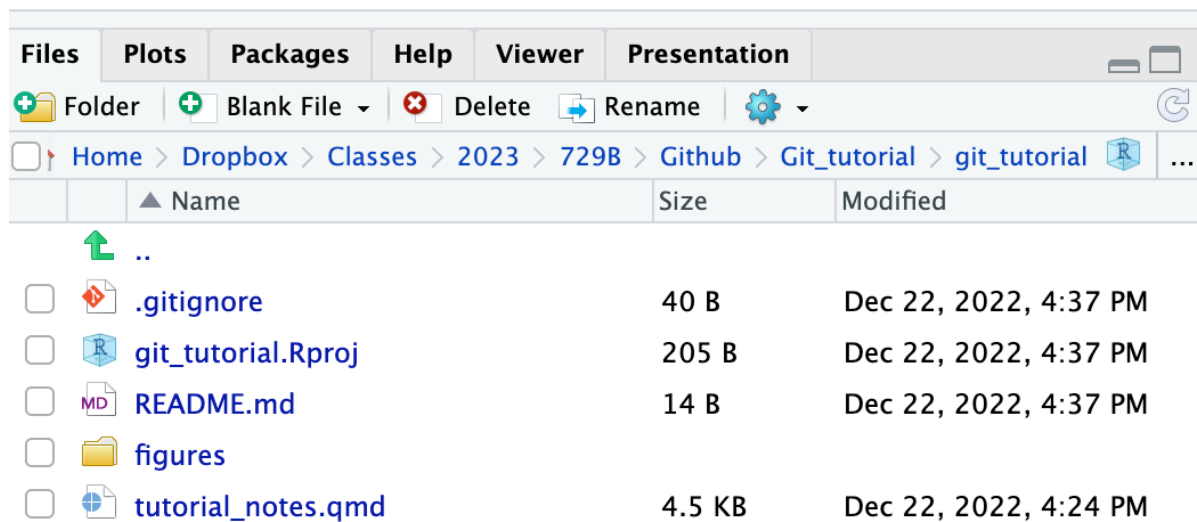 Files Plots Packages Help Viewer Presentation
Folder Blank File Delete Rename
Home > Dropbox > Classes > 2023 > 729B > Github > Git_tutorial > git_tutorial R ...
Name Size Modified
..
.gitignore 40 B Dec 22, 2022, 4:37 PM
R git_tutorial.Rproj 205 B Dec 22, 2022, 4:37 PM
MD README.md 14 B Dec 22, 2022, 4:37 PM
figures
tutorial_notes.qmd 4.5 KB Dec 22, 2022, 4:24 PM